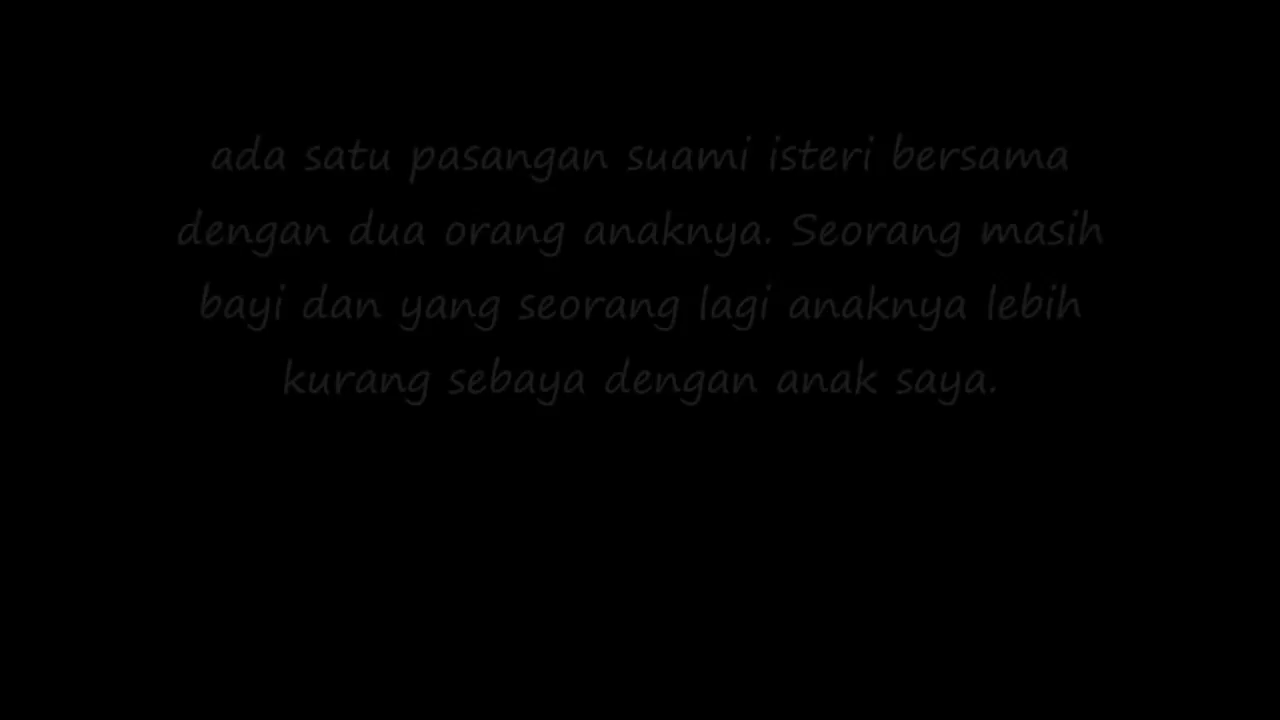 ada satu pasangan suami isteri bersama
dengan dua orang anaknya. Seorang masih
bayi dan yang seorang lagi anaknya lebih
kurang sebaya dengan anak saya.